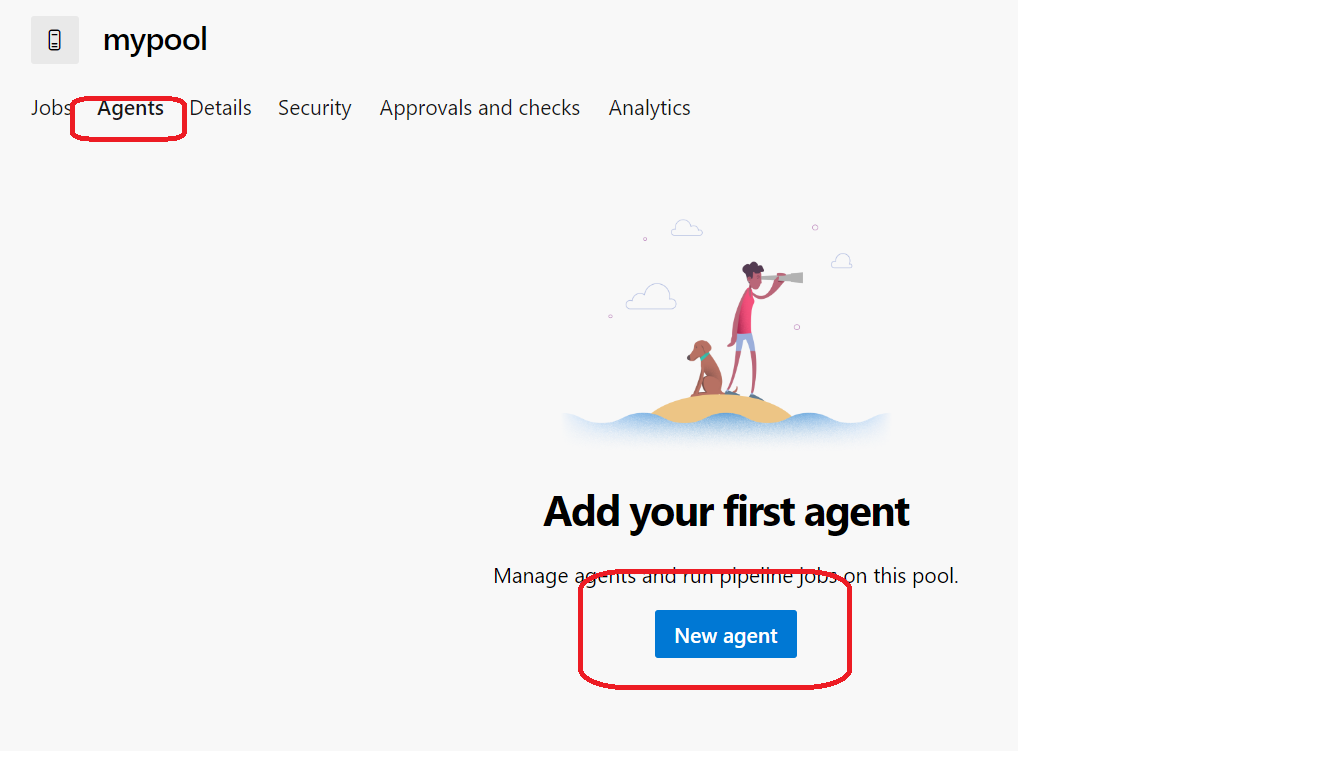 mypool
Jobs Agents Details Security Approvals and checks Analytics
Add your first agent
Manage agents and run pipeline jobs on this pool.
New agent